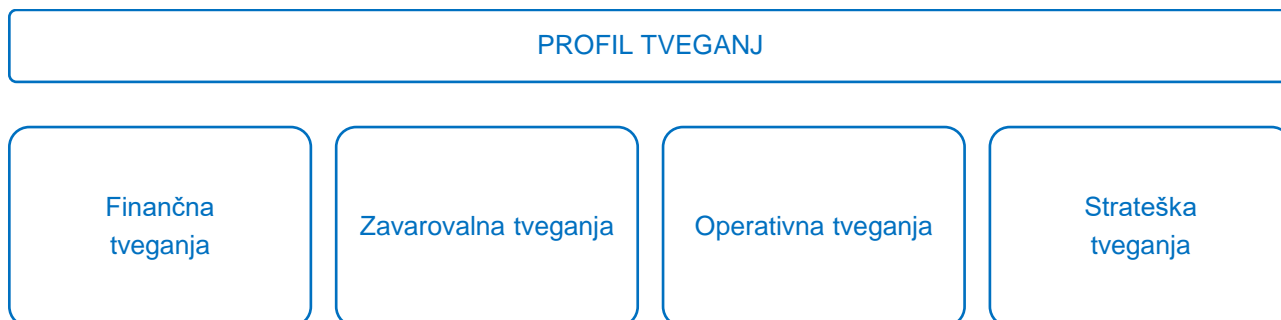 PROFIL TVEGANJ
Finančna
tveganja
Zavarovalna tveganja
Operativna tveganja
Strateška
tveganja